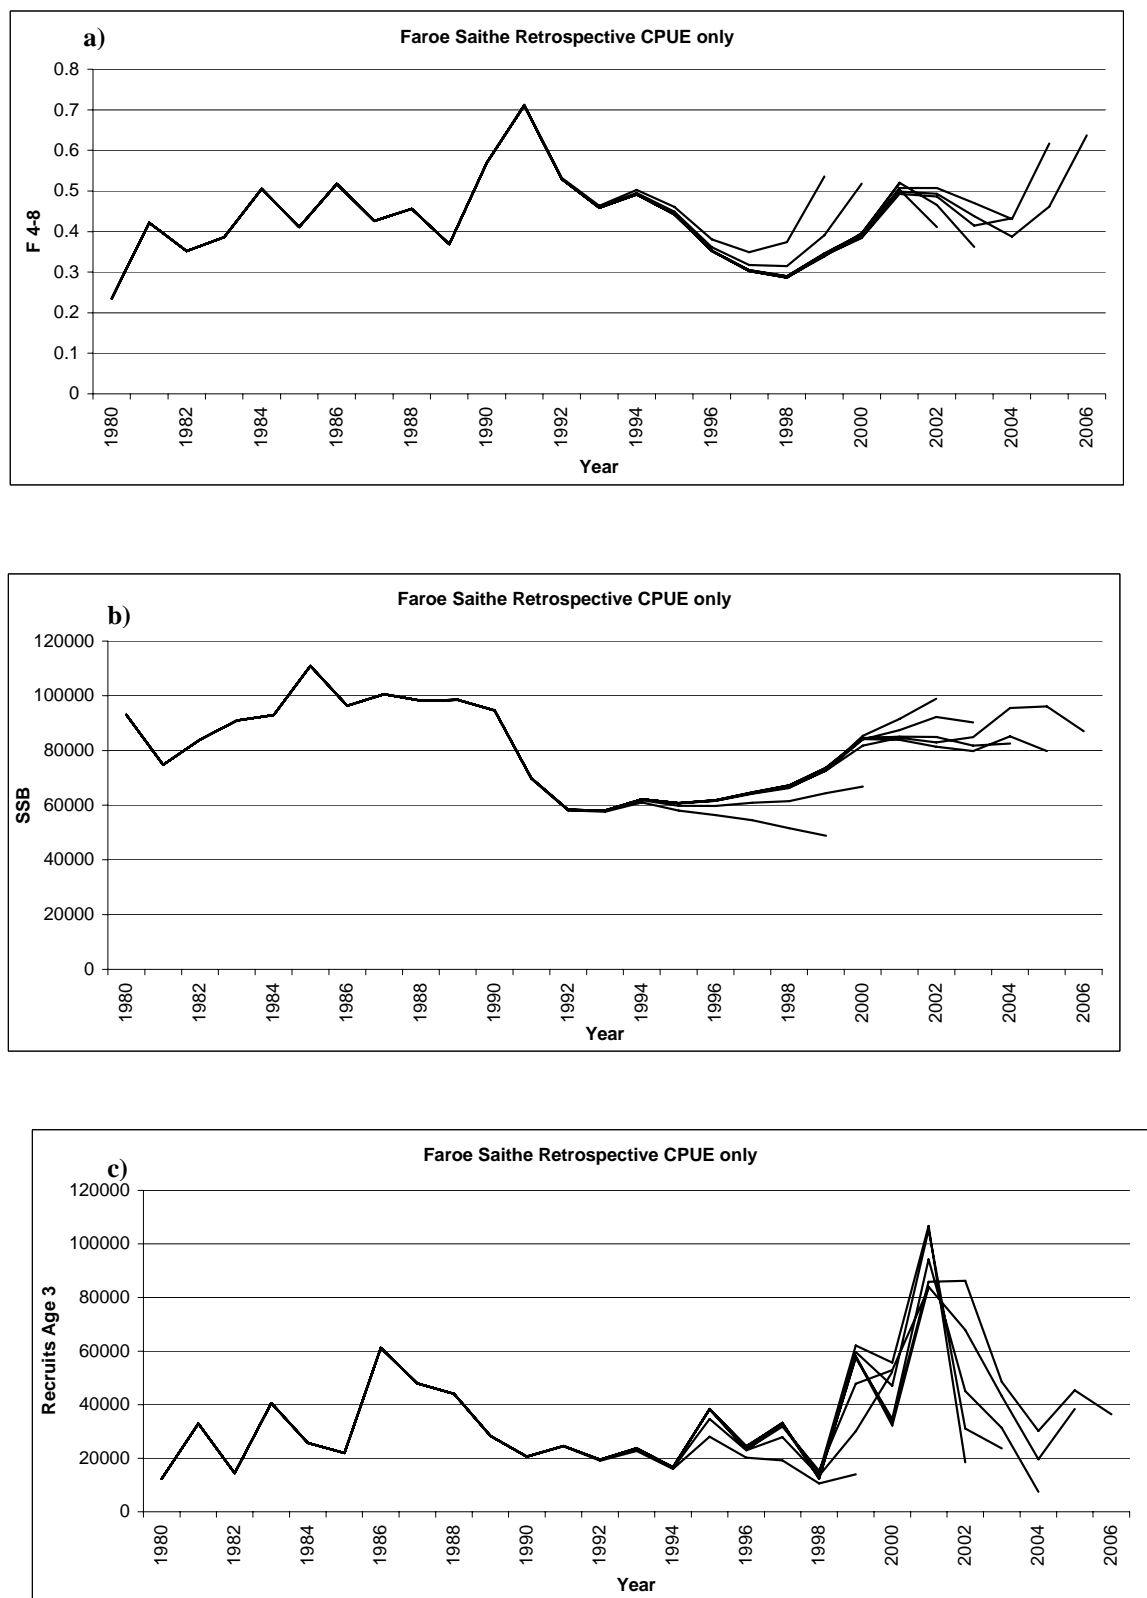 a)
Faroe Saithe Retrospective CPUE only
0.8
0.7
0.6
0.5
0.4
0.3
0.2
0.1
0
F 4-8
1980 1982 1984 1986 1988 1990 1992 1994 1996 1998 2000 2002 2004 2006
Year
b)
Faroe Saithe Retrospective CPUE only
120000
100000
80000
60000
40000
20000
0
SSB
1980 1982 1984 1986 1988 1990 1992 1994 1996 1998 2000 2002 2004 2006
Year
c)
Faroe Saithe Retrospective CPUE only
120000
100000
80000
60000
40000
20000
0
Recruits Age 3
1980 1982 1984 1986 1988 1990 1992 1994 1996 1998 2000 2002 2004 2006
Year